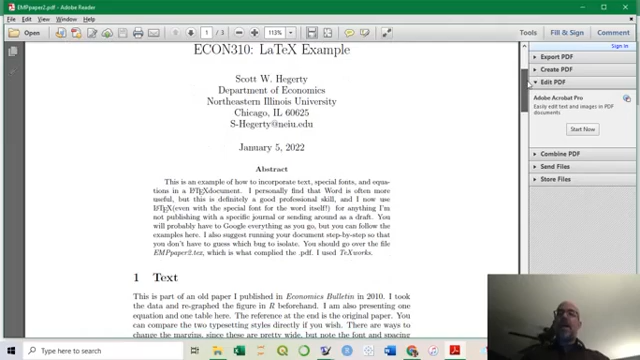 EMPpaper2.pdf - Adobe Reader
File Edit View Window Help
Open
1 / 3
113%
Tools
Fill & Sign
Comment
Sign In
Export PDF
Create PDF
Edit PDF
Adobe Acrobat Pro
Easily edit text and images in PDF
documents
Start Now
Combine PDF
Send Files
Store Files
ECON310: LaTeX Example
Scott W. Hegerty
Department of Economics
Northeastern Illinois University
Chicago, IL 60625
S-Hegerty@neiu.edu
January 5, 2022
Abstract
This is an example of how to incorporate text, special fonts, and equa-
tions in a LATEXdocument. I personally find that Word is often more
useful, but this is definitely a good professional skill, and I now use
LATEX(even with the special font for the word itself!) for anything I'm
not publishing with a specific journal or sending around as a draft. You
will probably have to Google everything as you go, but you can follow the
examples here. I also suggest running your document step-by-step so
that you don't have to guess which bug to isolate. You should go over the file
EMPpaper2.tex, which is what complied the .pdf. I used TeXworks.
1 Text
This is part of an old paper I published in Economics Bulletin in 2010. I took
the data and re-graphed the figure in R beforehand. I am also presenting one
equation and one table here. The reference at the end is the original paper.
You can compare the two typesetting styles directly if you wish. There are ways to
change the margins, since these are pretty wide, but note the font and spacing
Type here to search